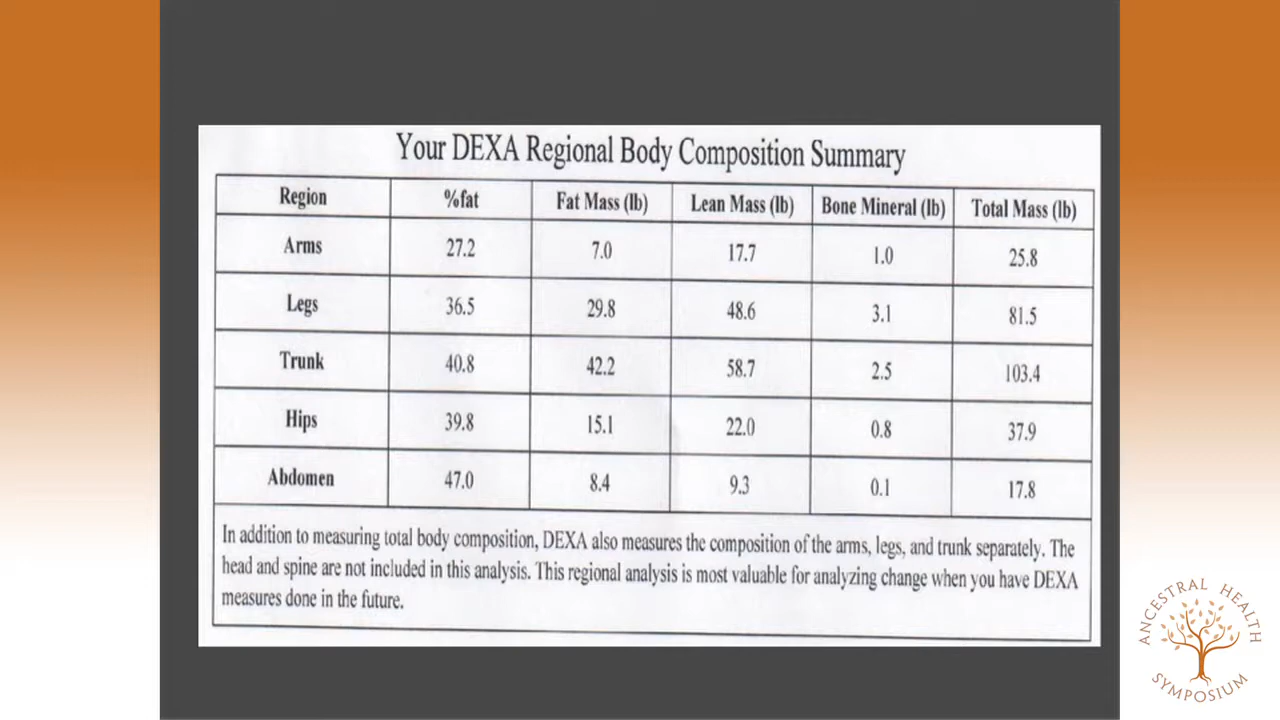 Your DEXA Regional Body Composition Summary
Region %fat Fat Mass (lb) Lean Mass (lb) Bone Mineral (lb) Total Mass (lb)
Arms 27.2 7.0 17.7 1.0 25.8
Legs 36.5 29.8 48.6 3.1 81.5
Trunk 40.8 42.2 58.7 2.5 103.4
Hips 39.8 15.1 22.0 0.8 37.9
Abdomen 47.0 8.4 9.3 0.1 17.8
In addition to measuring total body composition, DEXA also measures the composition of the arms, legs, and trunk separately. The
head and spine are not included in this analysis. This regional analysis is most valuable for analyzing change when you have DEXA
measures done in the future.
ANCESTRAL HEALTH
SYMPOSIUM